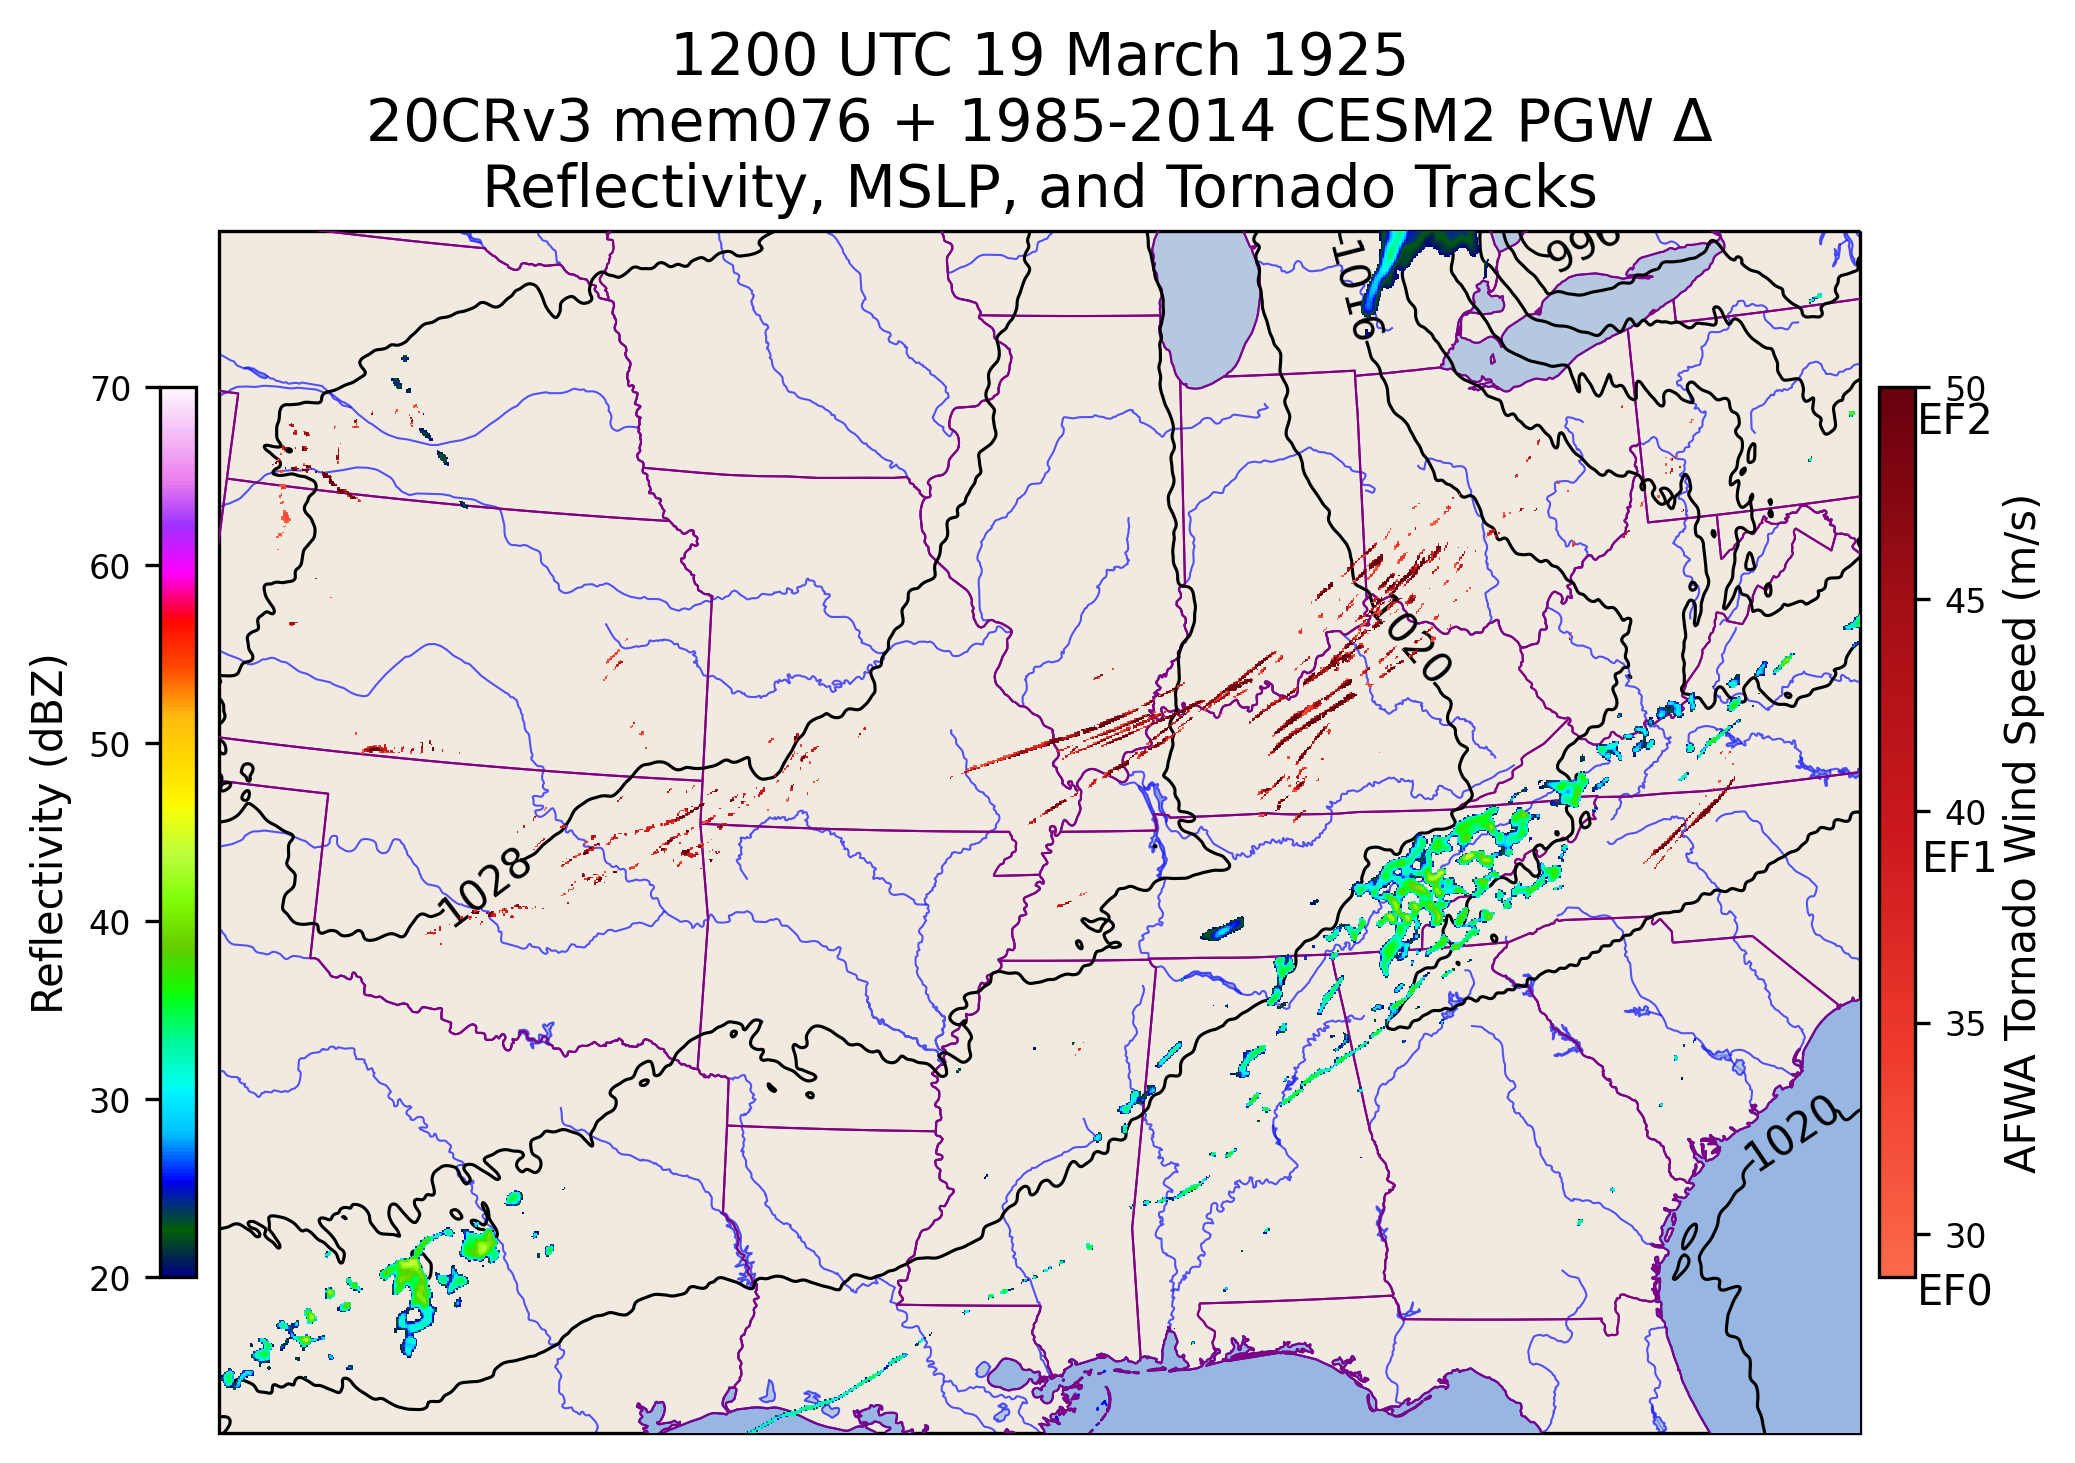 1200 UTC 19 March 1925
20CRv3 mem076 + 1985-2014 CESM2 PGW Δ
Reflectivity, MSLP, and Tornado Tracks
996
1016
1020
1028
1020
70
60
50
40
30
20
Reflectivity (dBZ)
50
EF2
45
40
EF1
35
30
EF0
AFWA Tornado Wind Speed (m/s)